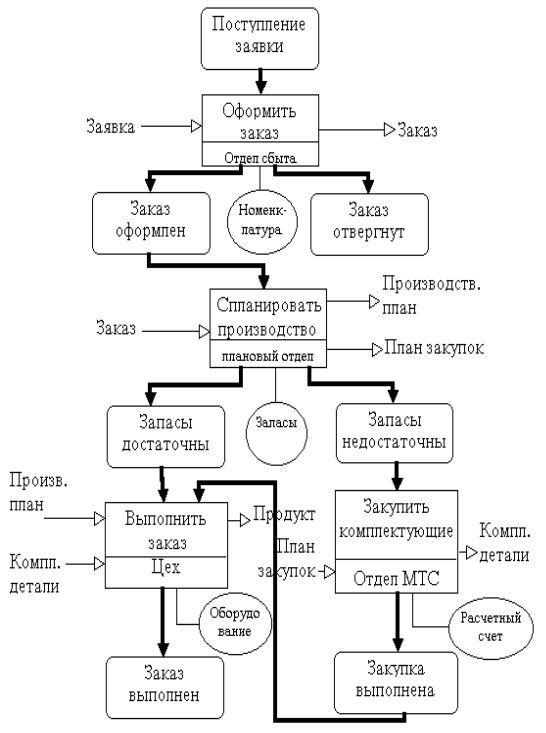 Поступление
заявки
Оформить
заказ
Отдел сбыта
Заявка
Заказ
Заказ
оформлен
Номенк-
латура
Заказ
отвергнут
Спланировать
производство
плановый отдел
Заказ
Производств.
план
План закупок
Запасы
Запасы
достаточны
Запасы
недостаточны
Произв.
план
Компл.
детали
Выполнить
заказ
Цех
Продукт
План
закупок
Закупить
комплектующие
Отдел МТС
Компл.
детали
Оборудо
вание
Расчетный
счет
Заказ
выполнен
Закупка
выполнена